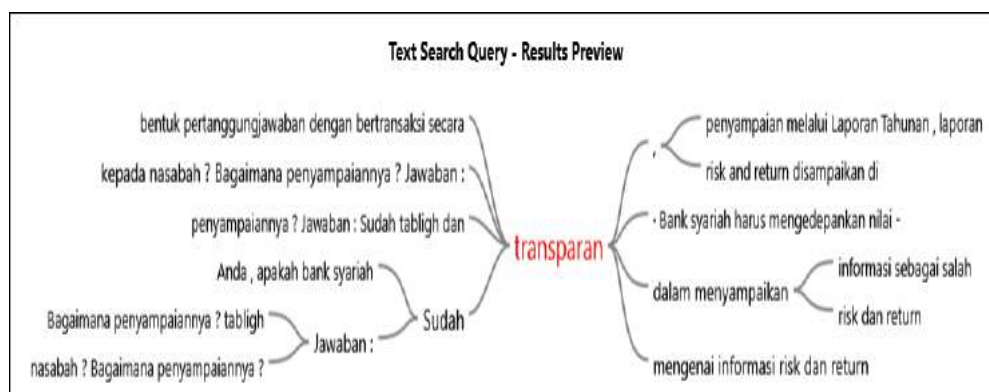 Text Search Query - Results Preview
bentuk pertanggungjawaban dengan bertransaksi secara
kepada nasabah ? Bagaimana penyampaiannya ? Jawaban :
penyampaiannya ? Jawaban : Sudah tabligh dan
Anda , apakah bank syariah
Bagaimana penyampaiannya ? tabligh
nasabah ? Bagaimana penyampaiannya ?
Jawaban :
Sudah
transparan
,
penyampaian melalui Laporan Tahunan , laporan
risk and return disampaikan di
- Bank syariah harus mengedepankan nilai -
dalam menyampaikan
informasi sebagai salah
risk dan return
mengenai informasi risk dan return